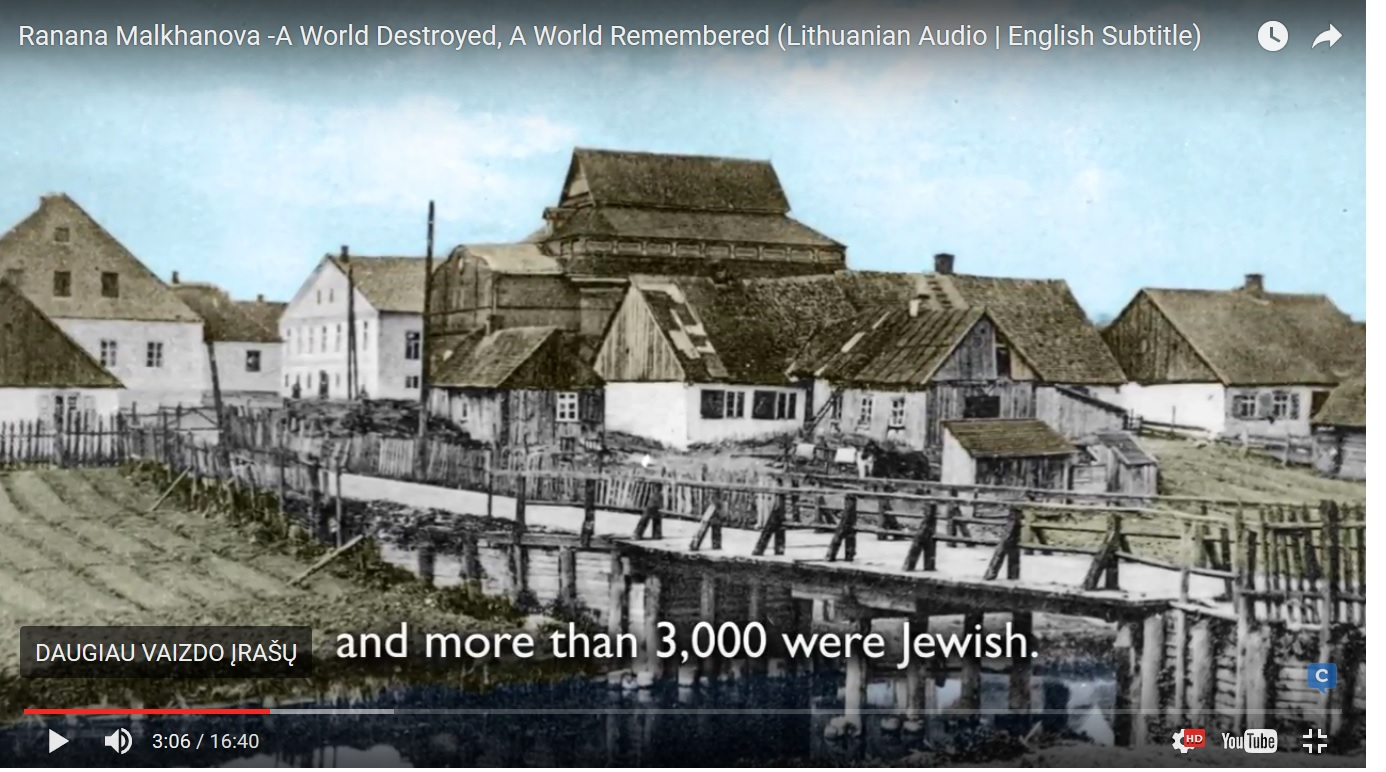 Ranana Malkhanova -A World Destroyed, A World Remembered (Lithuanian Audio | English Subtitle)
and more than 3,000 were Jewish.
DAUGIAU VAIZDO ĮRAŠŲ
C
3:06 / 16:40
HD
YouTube